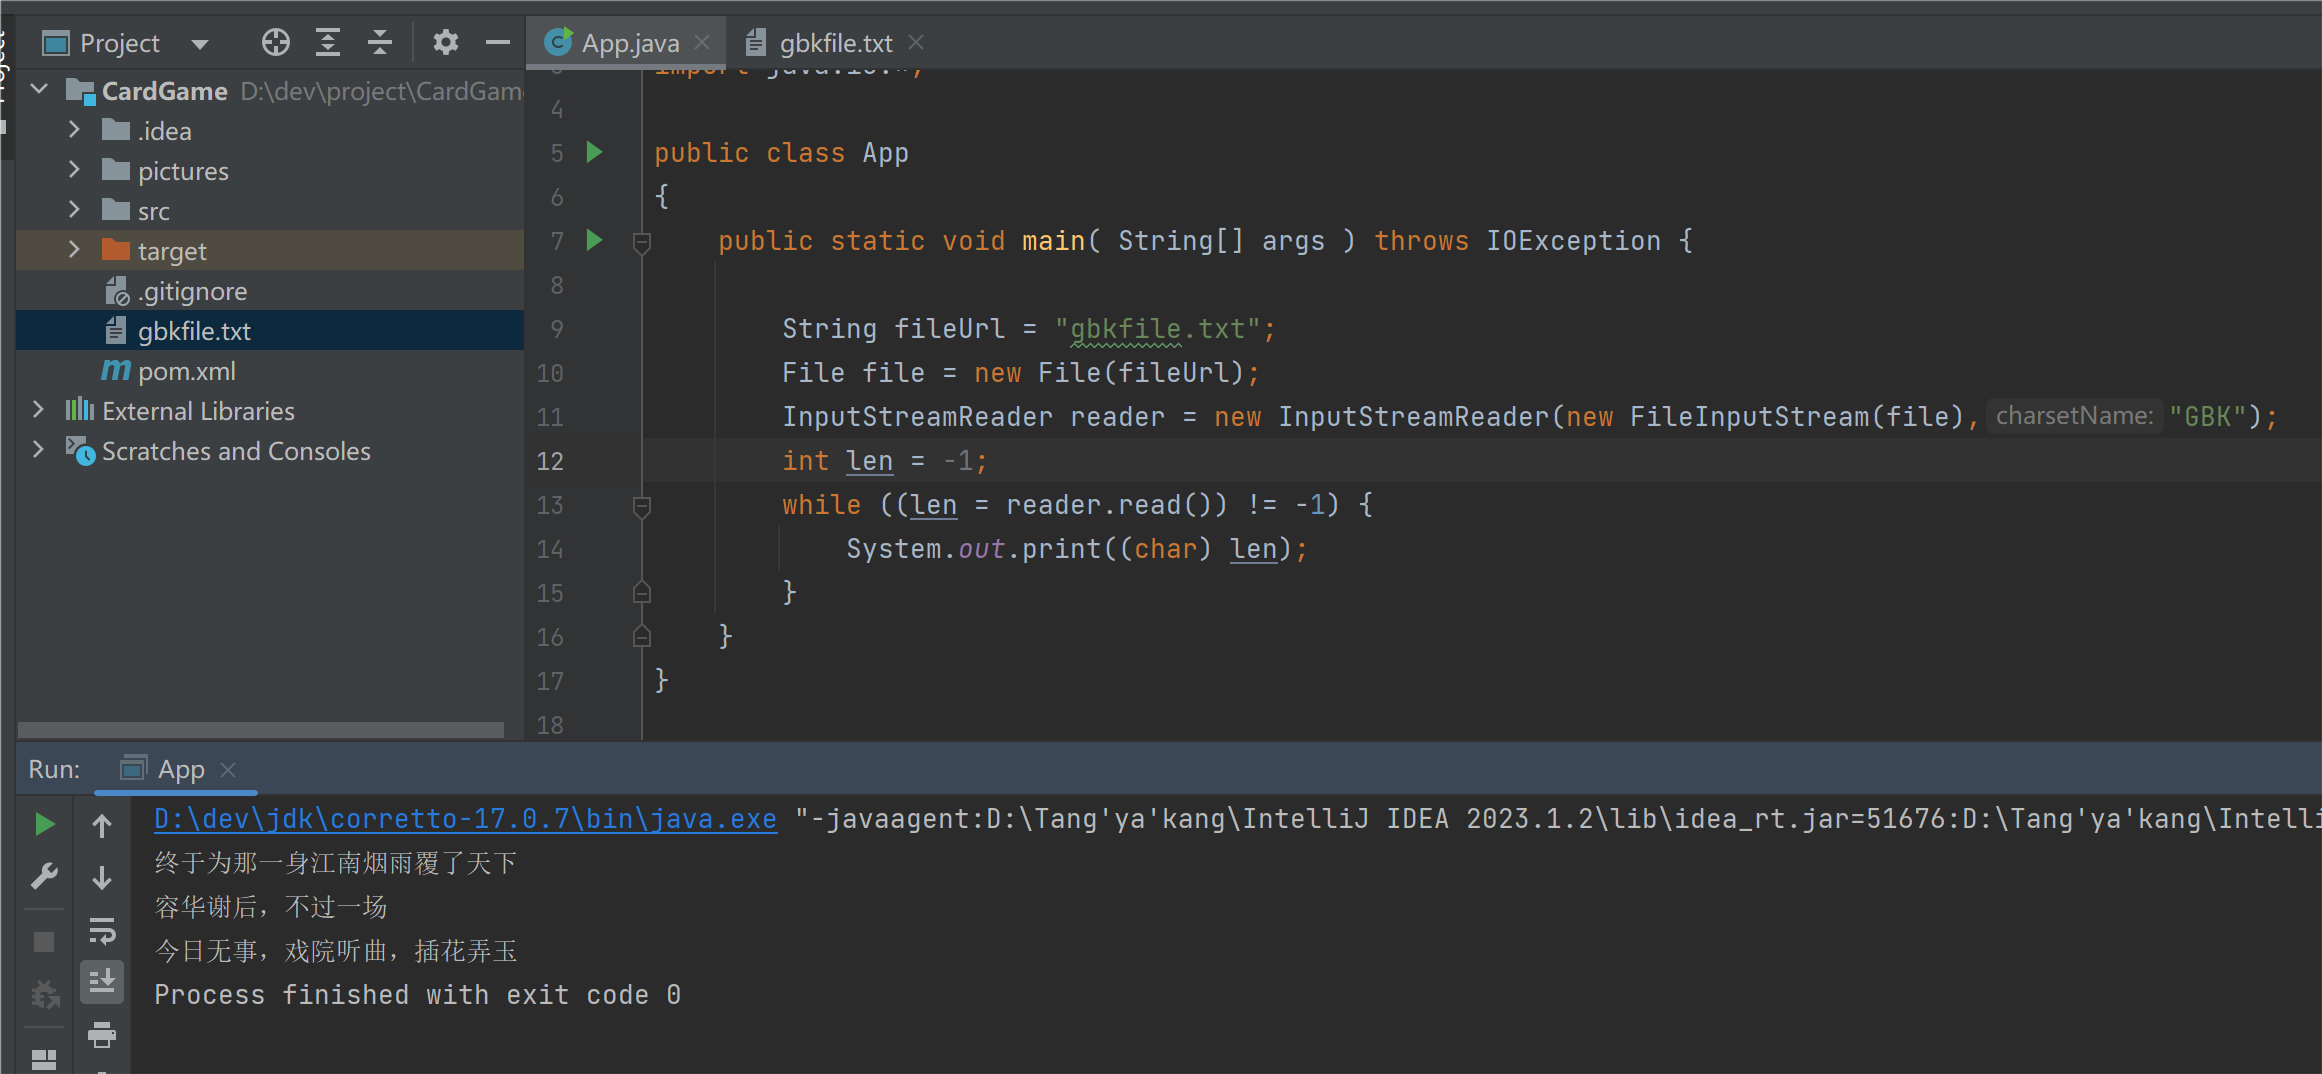 Project
CardGame D:\dev\project\CardGam
.idea
pictures
src
target
.gitignore
gbkfile.txt
pom.xml
External Libraries
Scratches and Consoles
App.java
gbkfile.txt
import java.io.*;
4
5 public class App
6 {
7 public static void main( String[] args ) throws IOException {
8
9 String fileUrl = "gbkfile.txt";
10 File file = new File(fileUrl);
11 InputStreamReader reader = new InputStreamReader(new FileInputStream(file), charsetName: "GBK");
12 int len = -1;
13 while ((len = reader.read()) != -1) {
14 System.out.print((char) len);
15 }
16 }
17 }
18
Run: App
D:\dev\jdk\corretto-17.0.7\bin\java.exe "-javaagent:D:\Tang'ya'kang\IntelliJ IDEA 2023.1.2\lib\idea_rt.jar=51676:D:\Tang'ya'kang\Intelli
终于为那一身江南烟雨覆了天下
容华谢后，不过一场
今日无事，戏院听曲，插花弄玉
Process finished with exit code 0